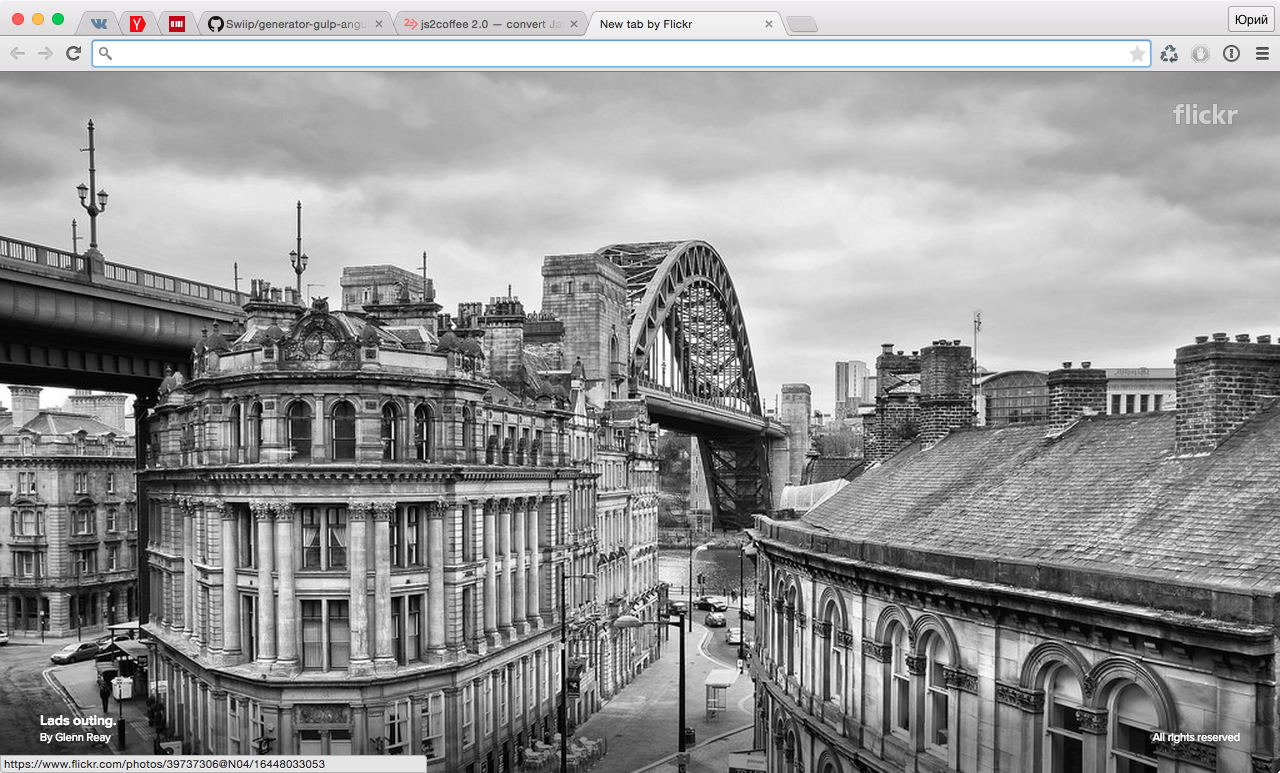 Swiip/generator-gulp-angu
js2coffee 2.0 — convert Ja
New tab by Flickr
Юрий
flickr
Lads outing.
By Glenn Reay
All rights reserved
https://www.flickr.com/photos/39737306@N04/16448033053